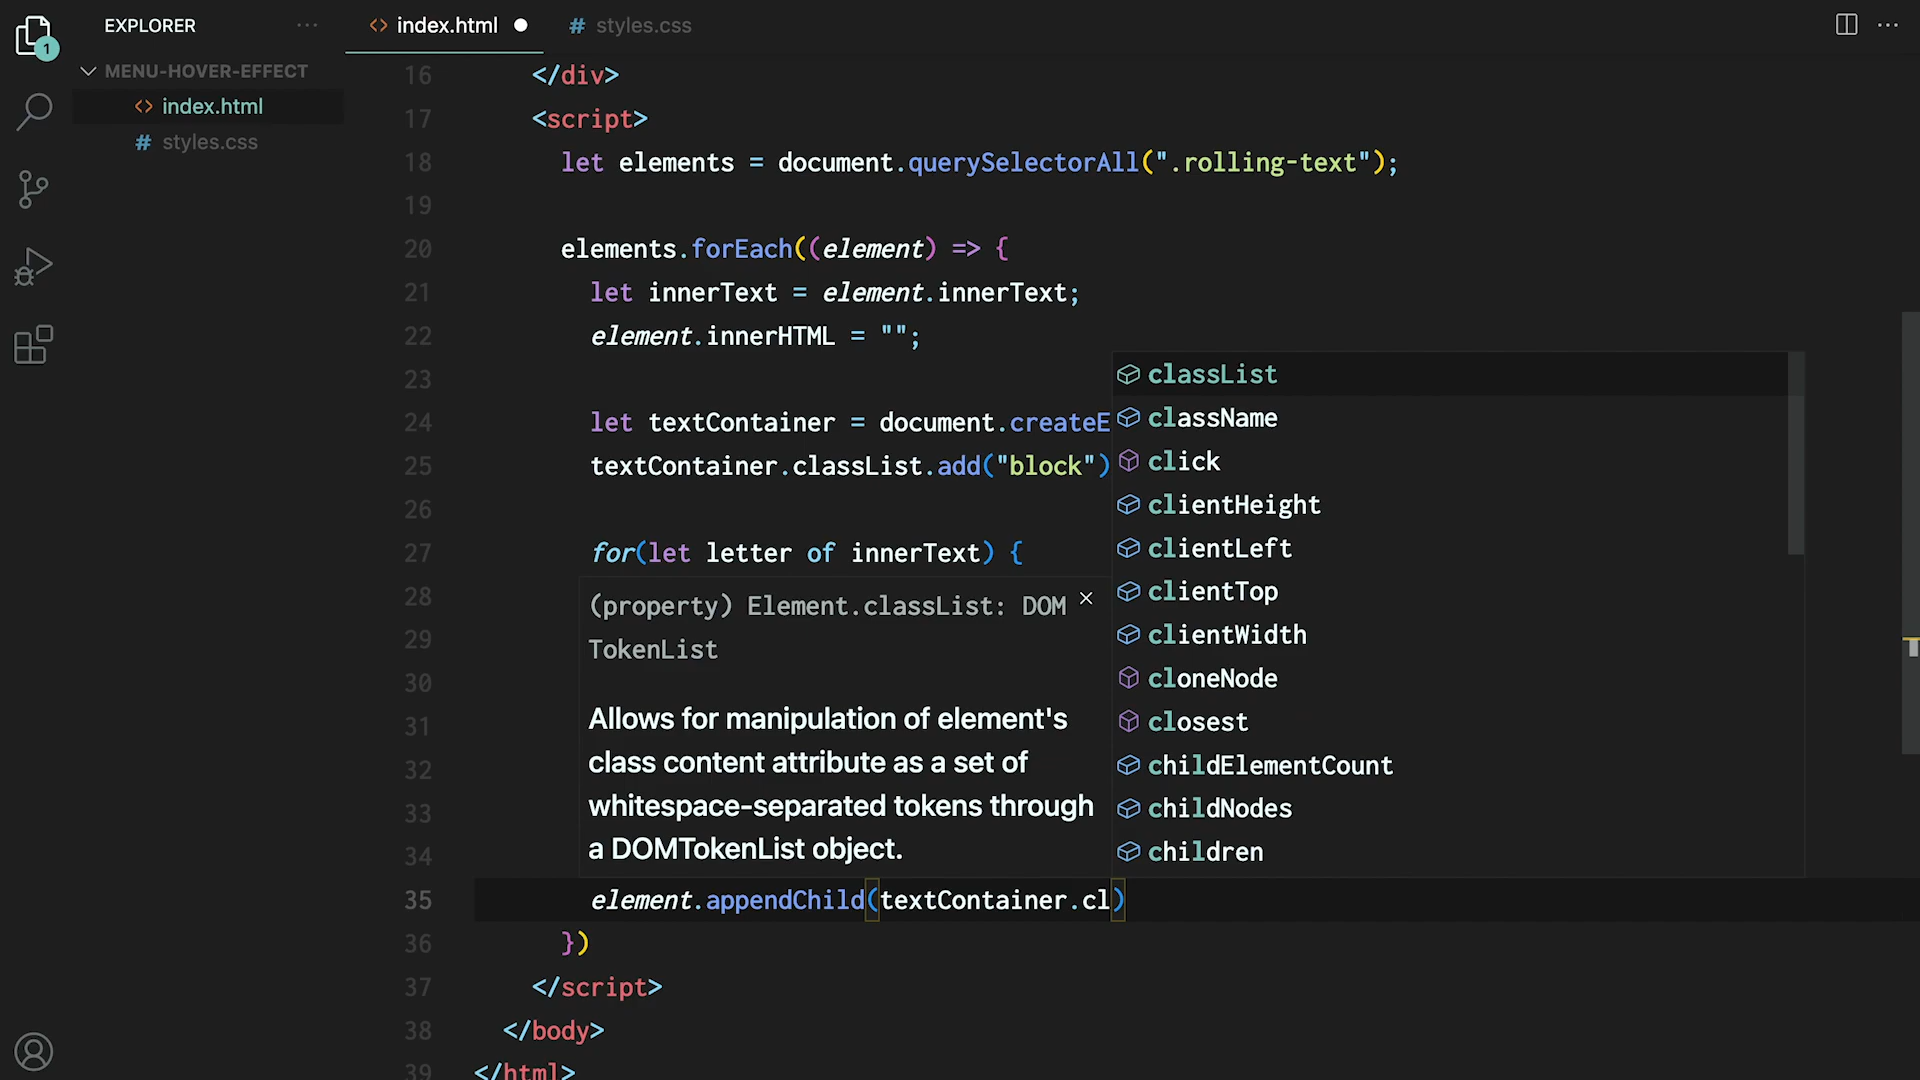 EXPLORER ···
index.html
styles.css
···
1
MENU-HOVER-EFFECT
index.html
styles.css
16 </div>
17 <script>
18 let elements = document.querySelectorAll(".rolling-text");
19
20 elements.forEach((element) => {
21 let innerText = element.innerText;
22 element.innerHTML = "";
23
24 let textContainer = document.createE
25 textContainer.classList.add("block")
26
27 for(let letter of innerText) {
28
29
30
31
32
33
34
35 element.appendChild(textContainer.cl)
36 })
37 </script>
38 </body>
39 </html>
classList
className
click
clientHeight
clientLeft
clientTop
clientWidth
cloneNode
closest
childElementCount
childNodes
children
(property) Element.classList: DOM
TokenList
Allows for manipulation of element's
class content attribute as a set of
whitespace-separated tokens through
a DOMTokenList object.